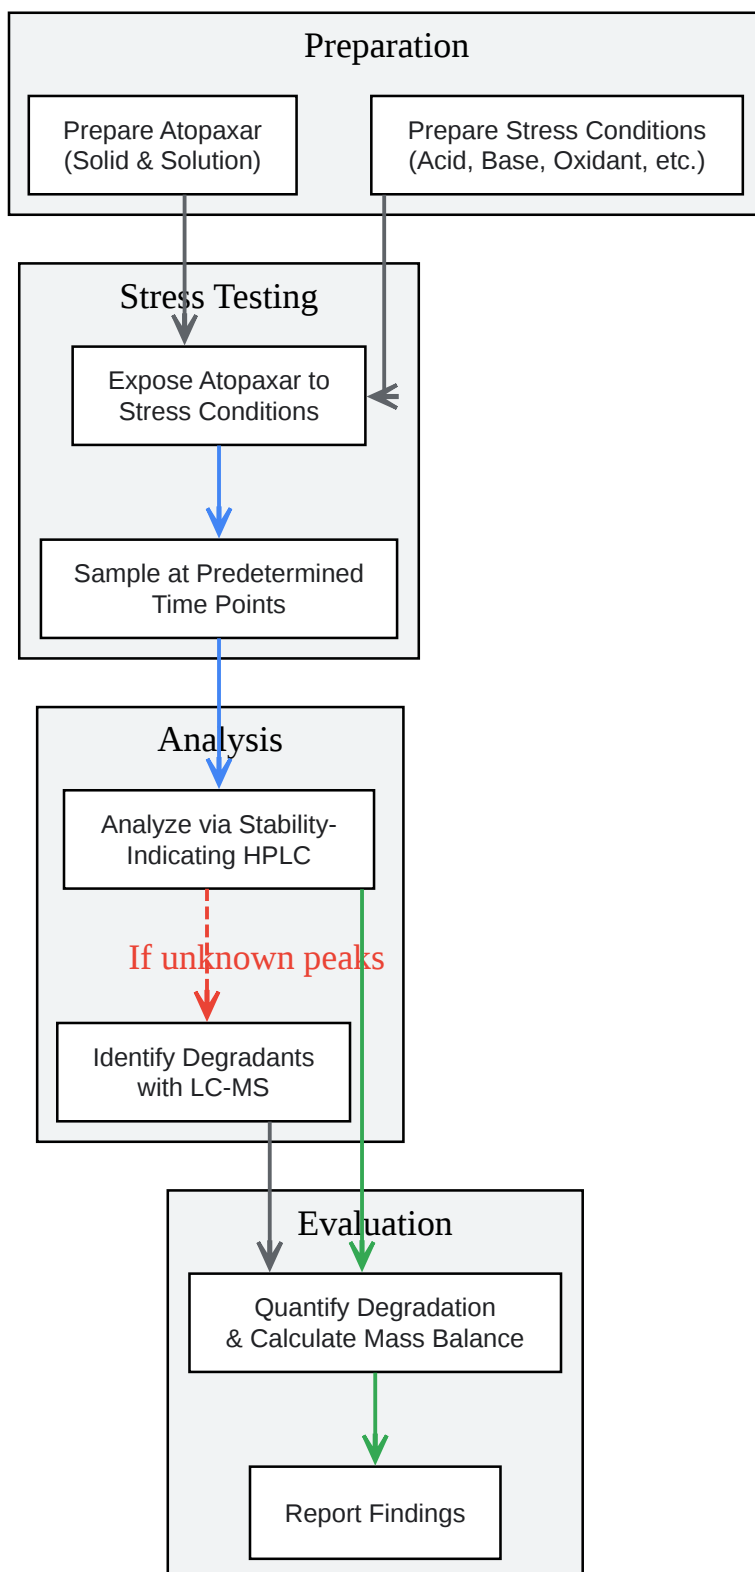 Preparation
Prepare Atopaxar
(Solid & Solution)
Prepare Stress Conditions
(Acid, Base, Oxidant, etc.)
Stress Testing
Expose Atopaxar to
Stress Conditions
Sample at Predetermined
Time Points
Analysis
Analyze via Stability-
Indicating HPLC
If unknown peaks
Identify Degradants
with LC-MS
Evaluation
Quantify Degradation
& Calculate Mass Balance
Report Findings